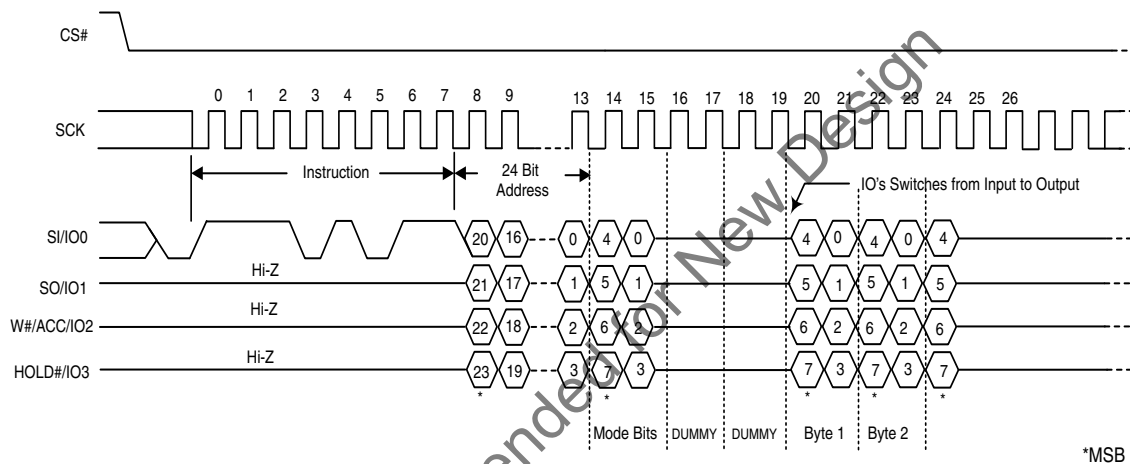 CS#
0 1 2 3 4 5 6 7 8 9 13 14 15 16 17 18 19 20 21 22 23 24 25 26
SCK
Instruction
24 Bit
Address
IO's Switches from Input to Output
SI/IO0
20 16 0 4 0 4 0 4 0 4
Hi-Z
SO/IO1
21 17 1 5 1 5 1 5 1 5
Hi-Z
W#/ACC/IO2
22 18 2 6 2 6 2 6 2 6
Hi-Z
HOLD#/IO3
23 19 3 7 3 7 3 7 3 7
* * * * *
Mode Bits DUMMY DUMMY Byte 1 Byte 2
*MSB
ended for New Design